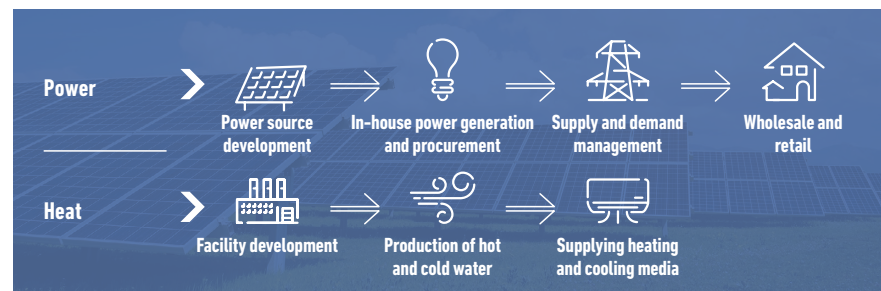 Power
Power source
development
In-house power generation
and procurement
Supply and demand
management
Wholesale and
retail
Heat
Facility development
Production of hot
and cold water
Supplying heating
and cooling media